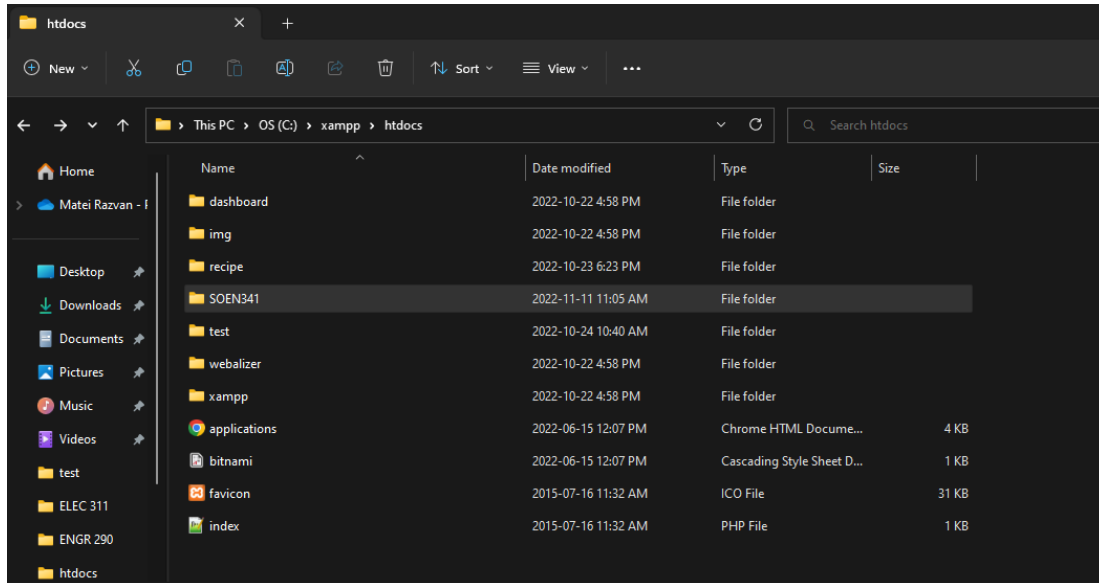 htdocs
New
Sort
View
This PC > OS (C:) > xampp > htdocs
Search htdocs
Home
Matei Razvan -
Desktop
Downloads
Documents
Pictures
Music
Videos
test
ELEC 311
ENGR 290
htdocs
Name Date modified Type Size
dashboard 2022-10-22 4:58 PM File folder
img 2022-10-22 4:58 PM File folder
recipe 2022-10-23 6:23 PM File folder
SOEN341 2022-11-11 11:05 AM File folder
test 2022-10-24 10:40 AM File folder
webalizer 2022-10-22 4:58 PM File folder
xampp 2022-10-22 4:58 PM File folder
applications 2022-06-15 12:07 PM Chrome HTML Docume... 4 KB
bitnami 2022-06-15 12:07 PM Cascading Style Sheet D... 1 KB
favicon 2015-07-16 11:32 AM ICO File 31 KB
index 2015-07-16 11:32 AM PHP File 1 KB